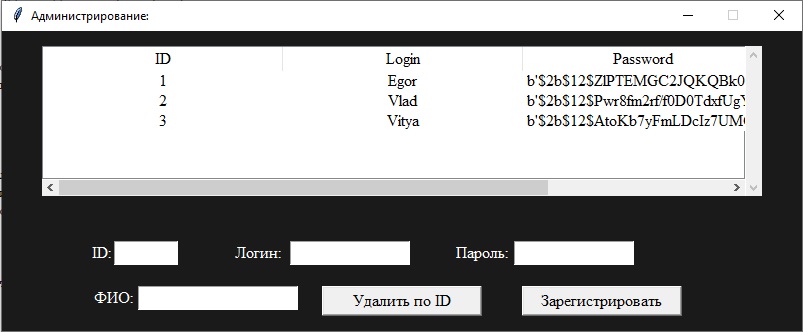 Администрирование:
ID Login Password
1 Egor b'$2b$12$ZlPTEMGC2JQKQBk0
2 Vlad b'$2b$12$Pwr8fm2rf/f0D0TdxfUgY
3 Vitya b'$2b$12$AtoKb7yFmLDcIz7UM
ID: Логин: Пароль:
ФИО: Удалить по ID Зарегистрировать